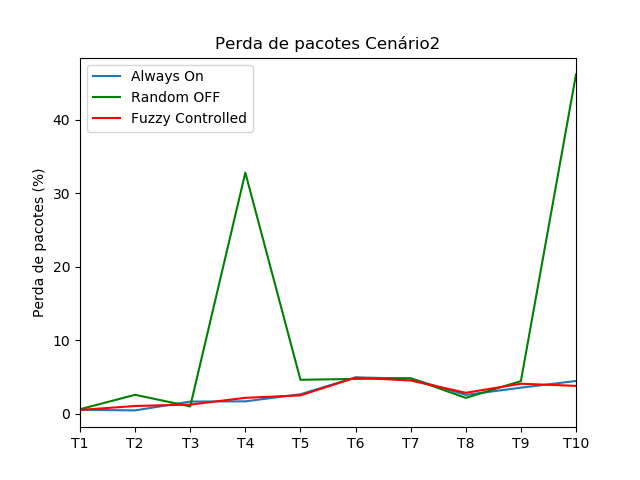 Perda de pacotes Cenário2
Always On
Random OFF
Fuzzy Controlled
Perda de pacotes (%)
40
30
20
10
0
T1 T2 T3 T4 T5 T6 T7 T8 T9 T10